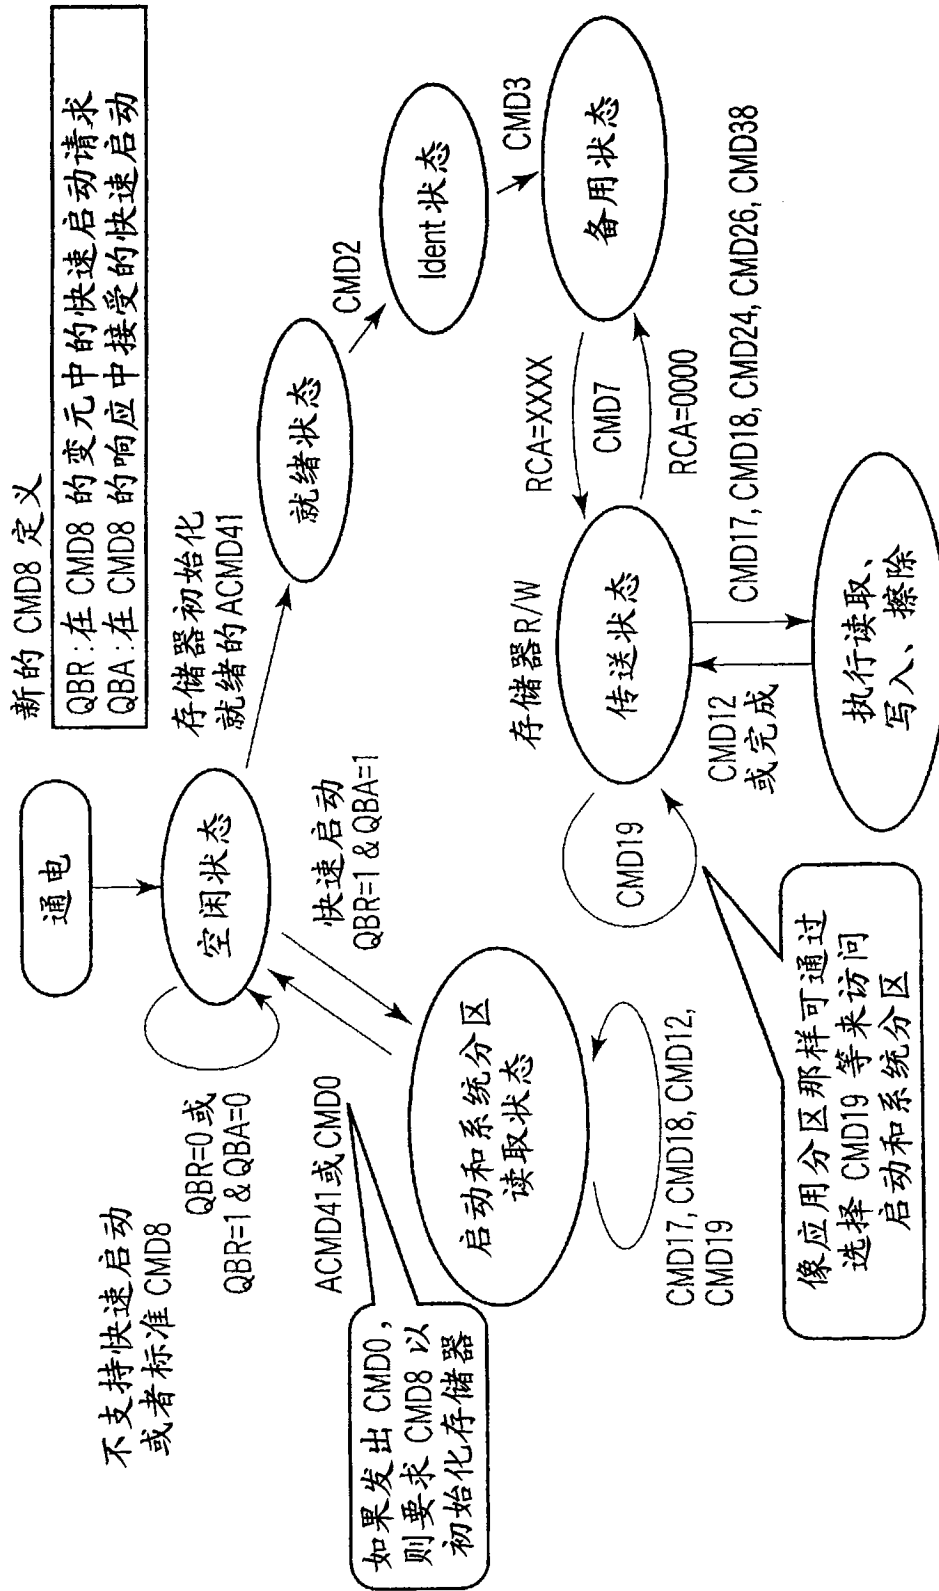 新的 CMD8 定义
QBR:在 CMD8 的变元中的快速启动请求
QBA:在 CMD8 的响应中接受的快速启动
通电
不支持快速启动
或者标准 CMD8
QBR=0 或
QBR=1 & QBA=0
空闲状态
存储器初始化
就绪的 ACMD41
就绪状态
CMD2
Ident 状态
CMD3
备用状态
快速启动
QBR=1 & QBA=1
ACMD41 或 CMD0
如果发出 CMD0,
则要求 CMD8 以
初始化存储器
启动和系统分区
读取状态
CMD17, CMD18, CMD12,
CMD19
RCA=XXXX
CMD7
RCA=0000
存储器 R/W
传送状态
CMD19
CMD12
或完成
CMD17, CMD18, CMD24, CMD26, CMD38
执行读取、
写入、擦除
像应用分区那样可通过
选择 CMD19 等来访问
启动和系统分区